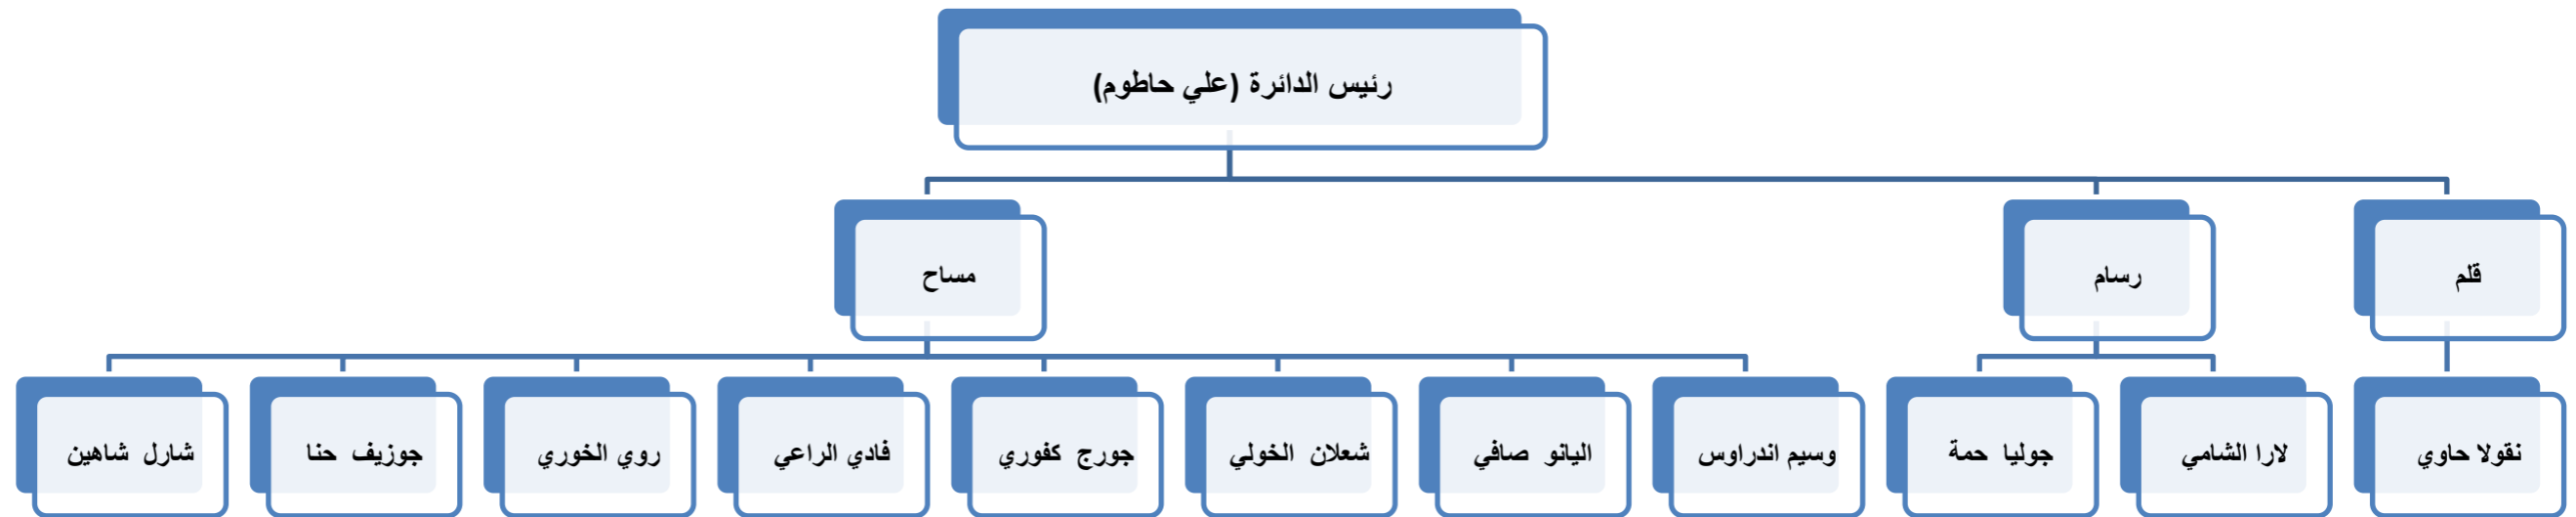 رئيس الدائرة (علي حاطوم)
قلم
رسام
مساح
نقولا حاوي
لارا الشامي
جوليا حمة
وسيم اندراوس
اليانو صافي
شعلان الخولي
جورج كفوري
فادي الراعي
روي الخوري
جوزيف حنا
شارل شاهين